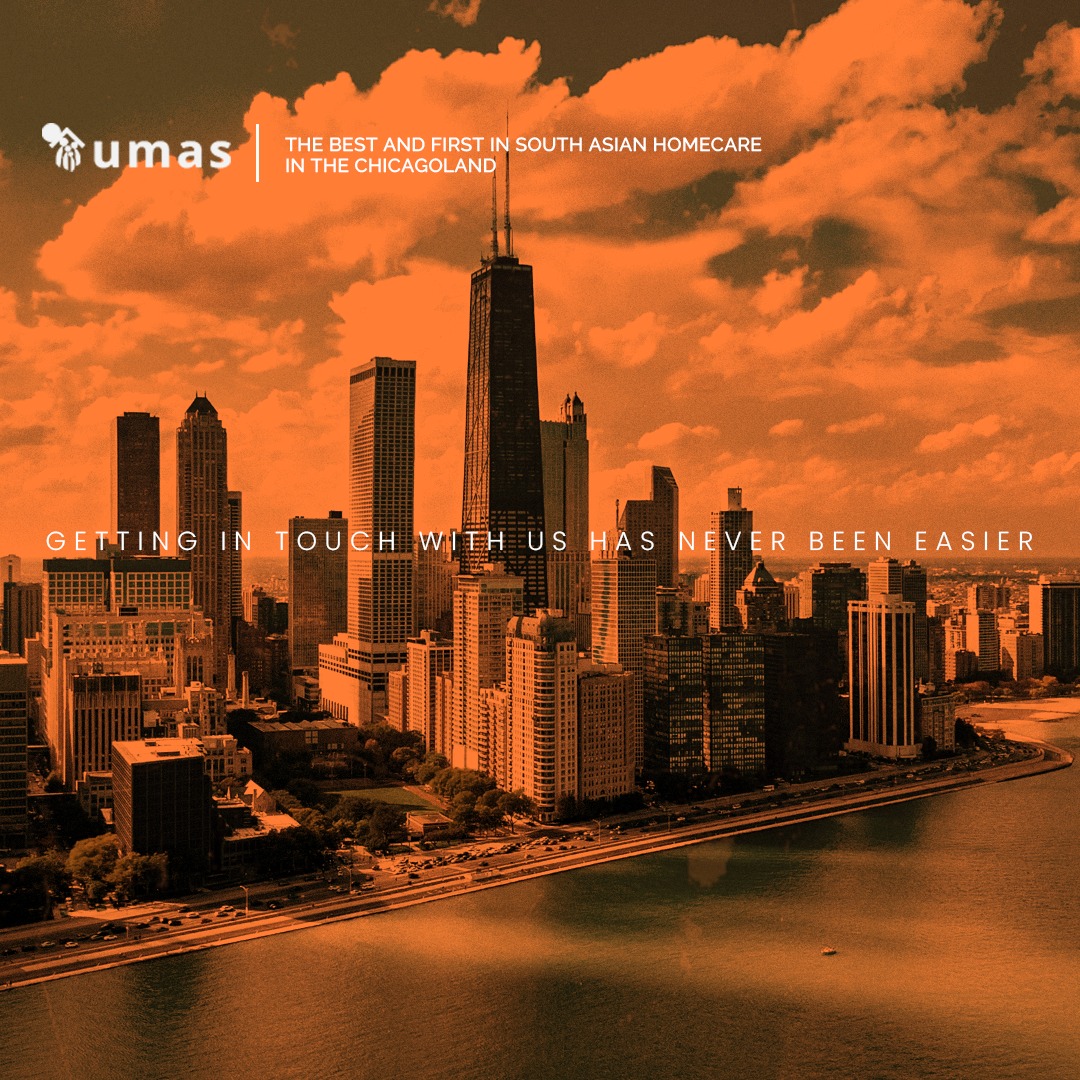 umas
THE BEST AND FIRST IN SOUTH ASIAN HOMECARE
IN THE CHICAGOLAND
GETTING IN TOUCH WITH US HAS NEVER BEEN EASIER